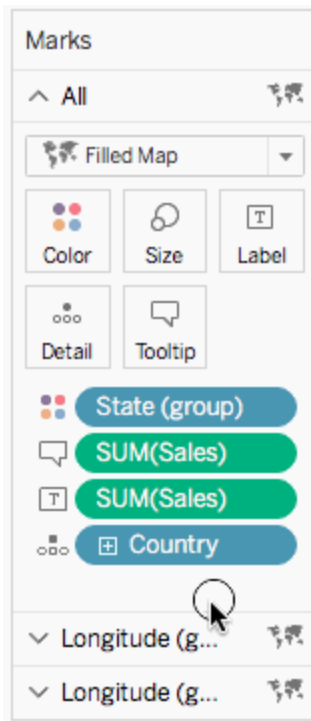 Marks
All
Filled Map
Color Size Label
Detail Tooltip
State (group)
SUM(Sales)
T SUM(Sales)
Country
Longitude (g...
Longitude (g...